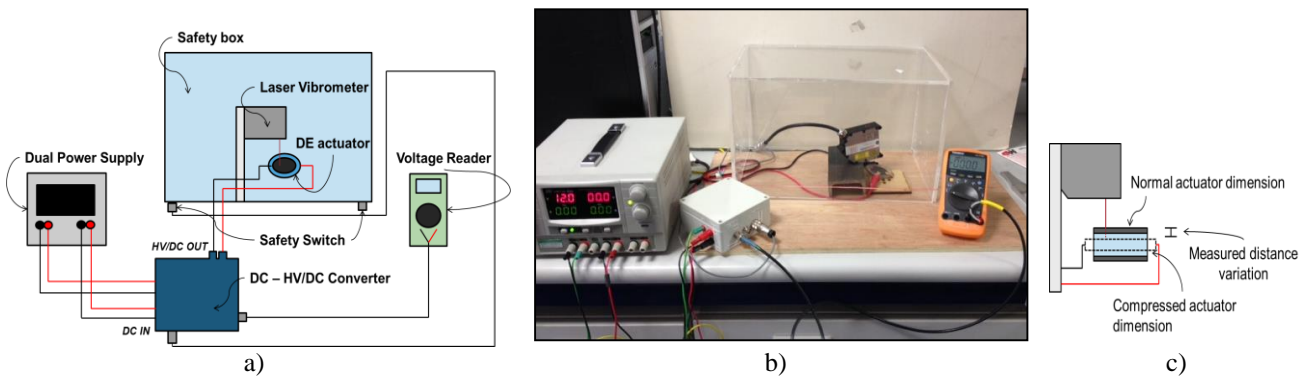 Safety box
Laser Vibrometer
DE actuator
Dual Power Supply
Voltage Reader
HV/DC OUT
Safety Switch
DC – HV/DC Converter
DC IN
a)
12.0 00.0
0.00 0.00
b)
Normal actuator dimension
Measured distance
variation
Compressed actuator
dimension
c)